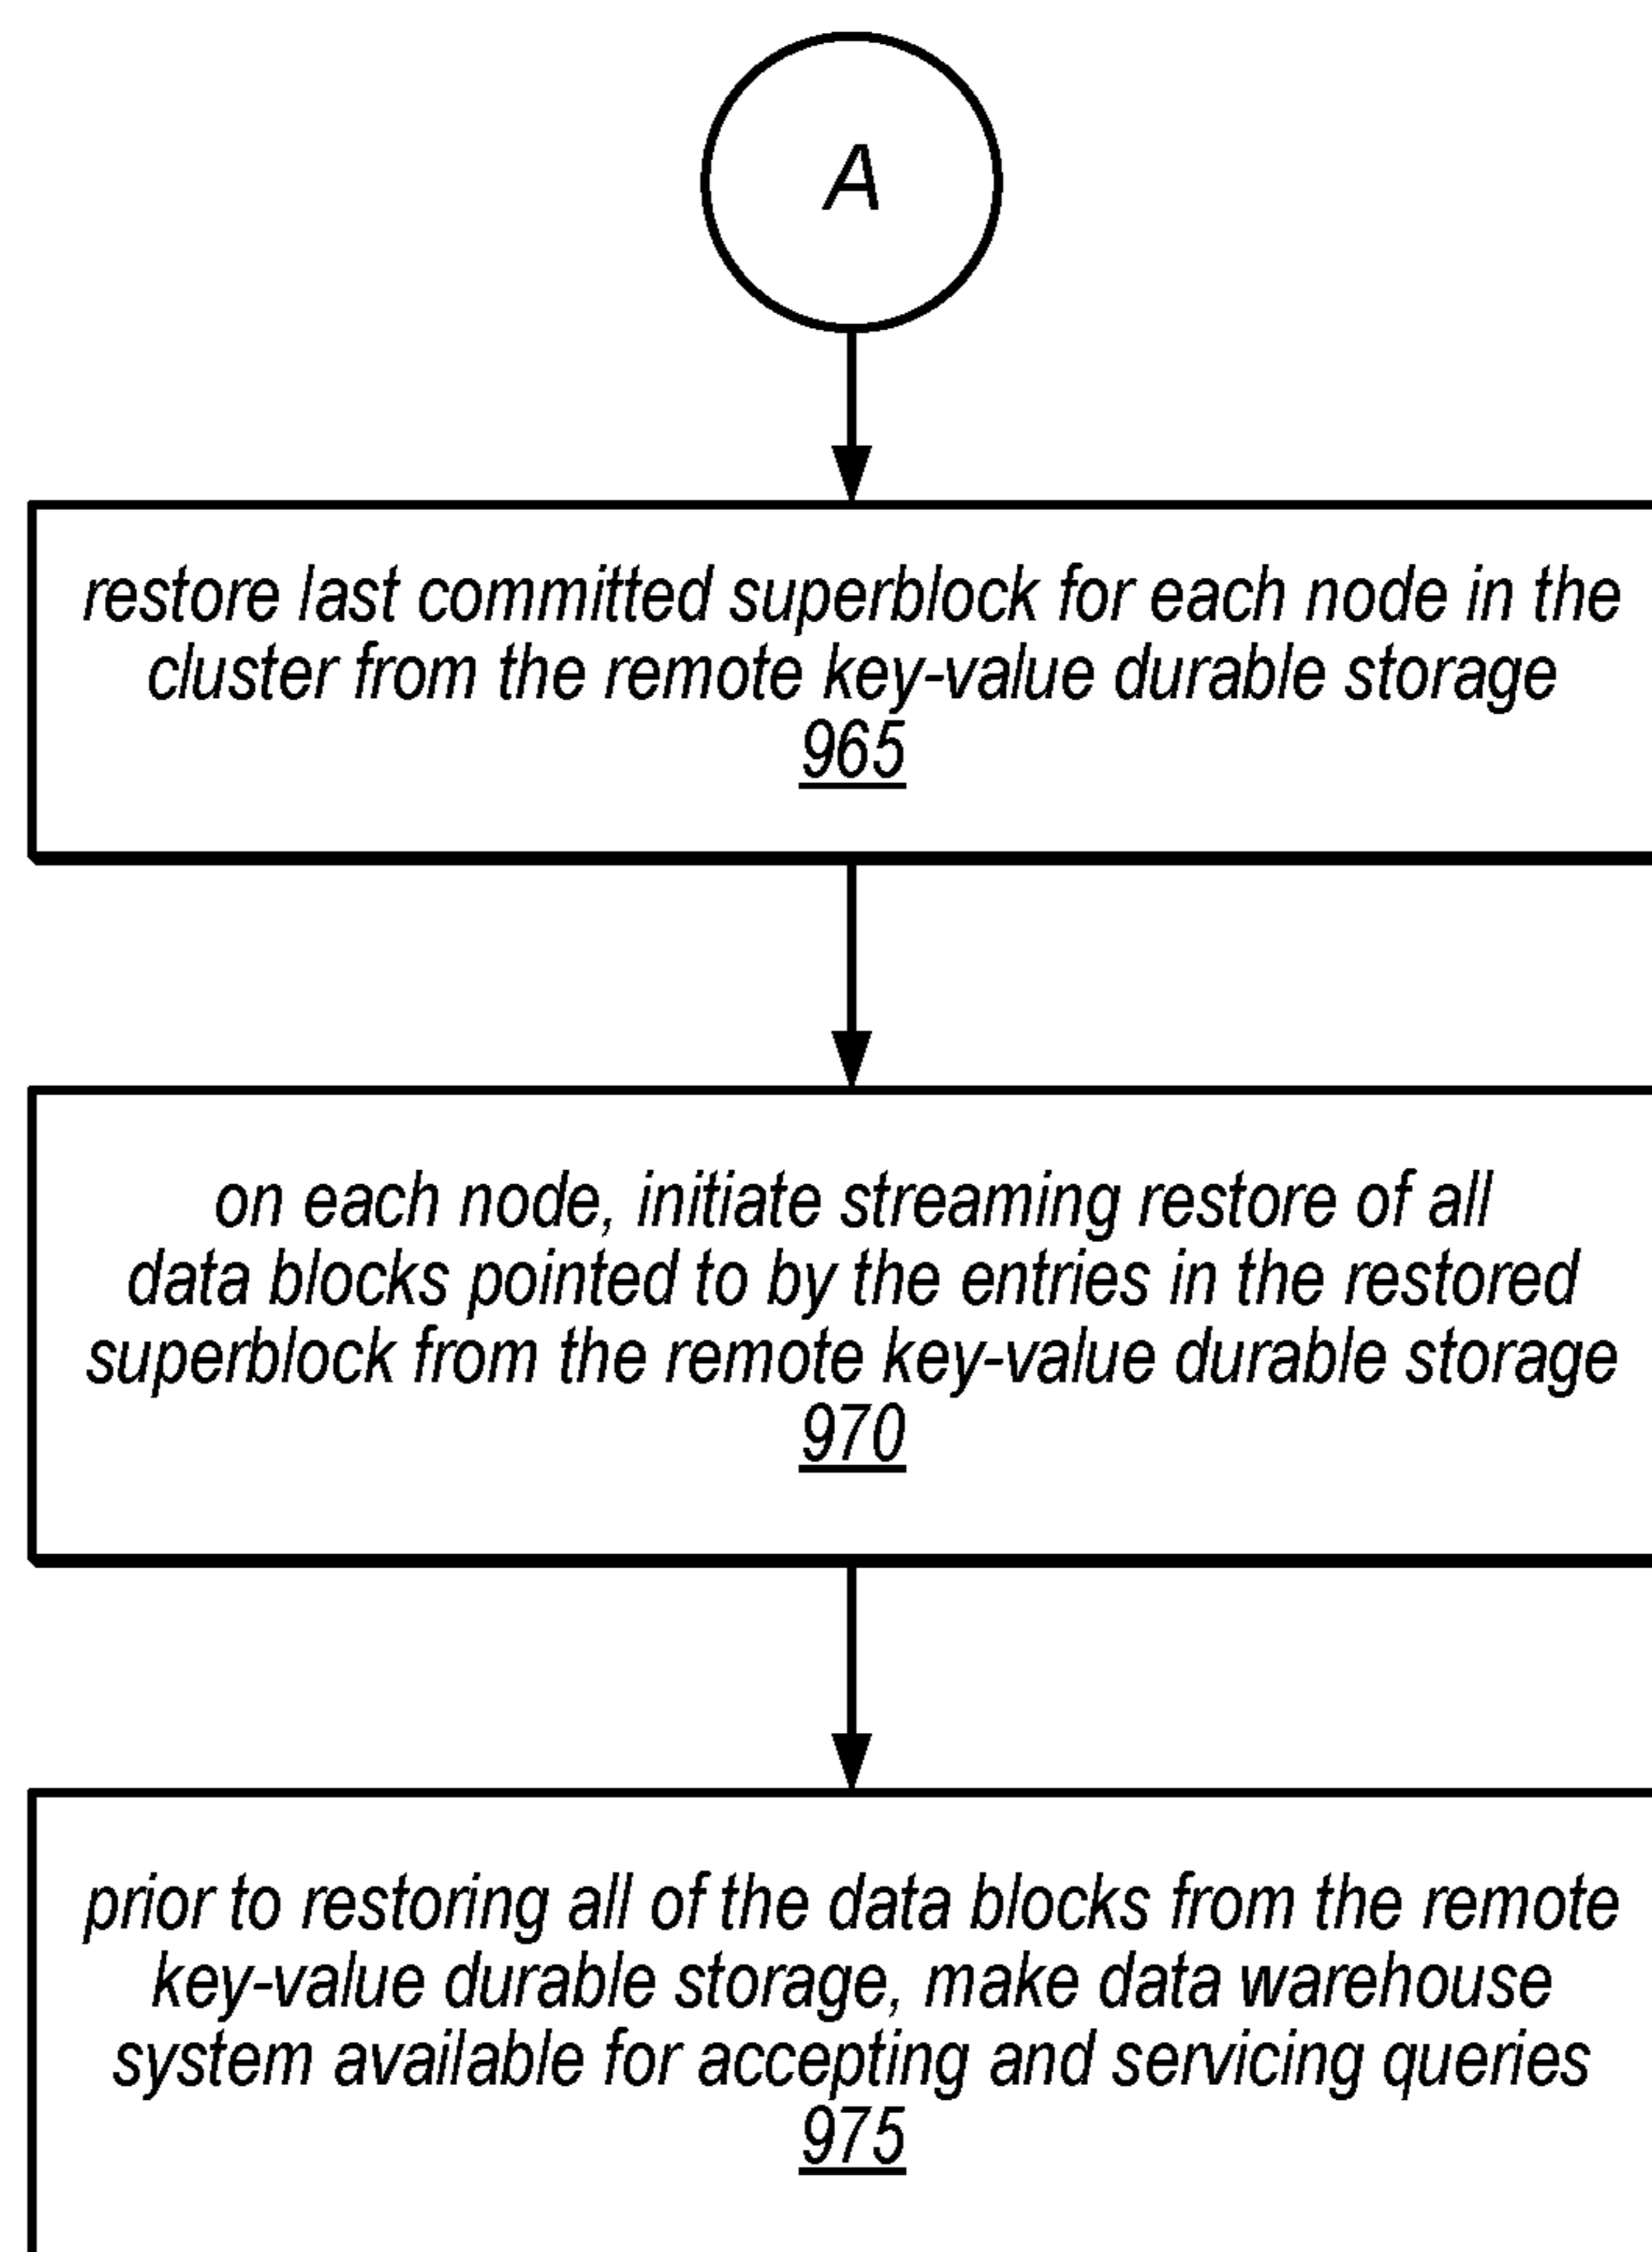 A
restore last committed superblock for each node in the
cluster from the remote key-value durable storage
965
on each node, initiate streaming restore of all
data blocks pointed to by the entries in the restored
superblock from the remote key-value durable storage
970
prior to restoring all of the data blocks from the remote
key-value durable storage, make data warehouse
system available for accepting and servicing queries
975